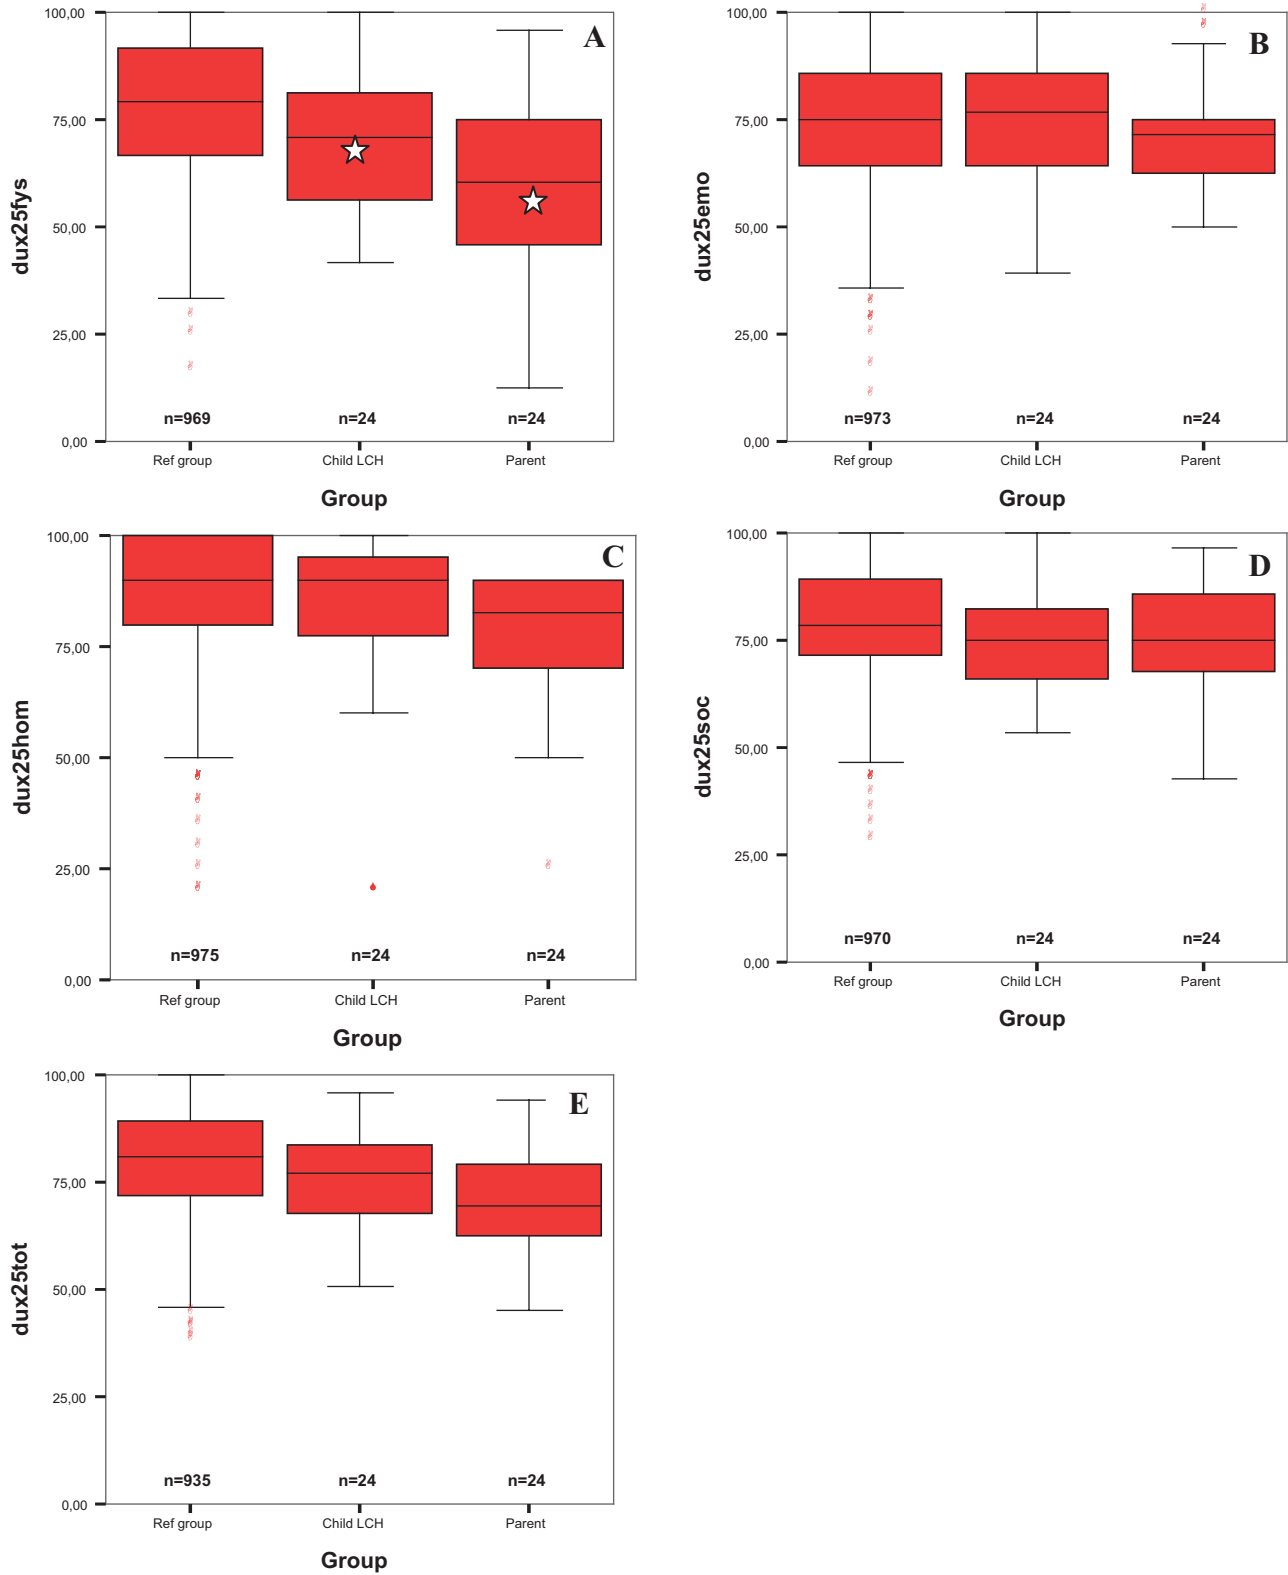 A
dux25fys
100,00
75,00
50,00
25,00
0,00
n=969
n=24
n=24
Ref group
Child LCH
Parent
Group
B
dux25emo
100,00
75,00
50,00
25,00
0,00
n=973
n=24
n=24
Ref group
Child LCH
Parent
Group
C
dux25hom
100,00
75,00
50,00
25,00
0,00
n=975
n=24
n=24
Ref group
Child LCH
Parent
Group
D
dux25soc
100,00
75,00
50,00
25,00
0,00
n=970
n=24
n=24
Ref group
Child LCH
Parent
Group
E
dux25tot
100,00
75,00
50,00
25,00
0,00
n=935
n=24
n=24
Ref group
Child LCH
Parent
Group